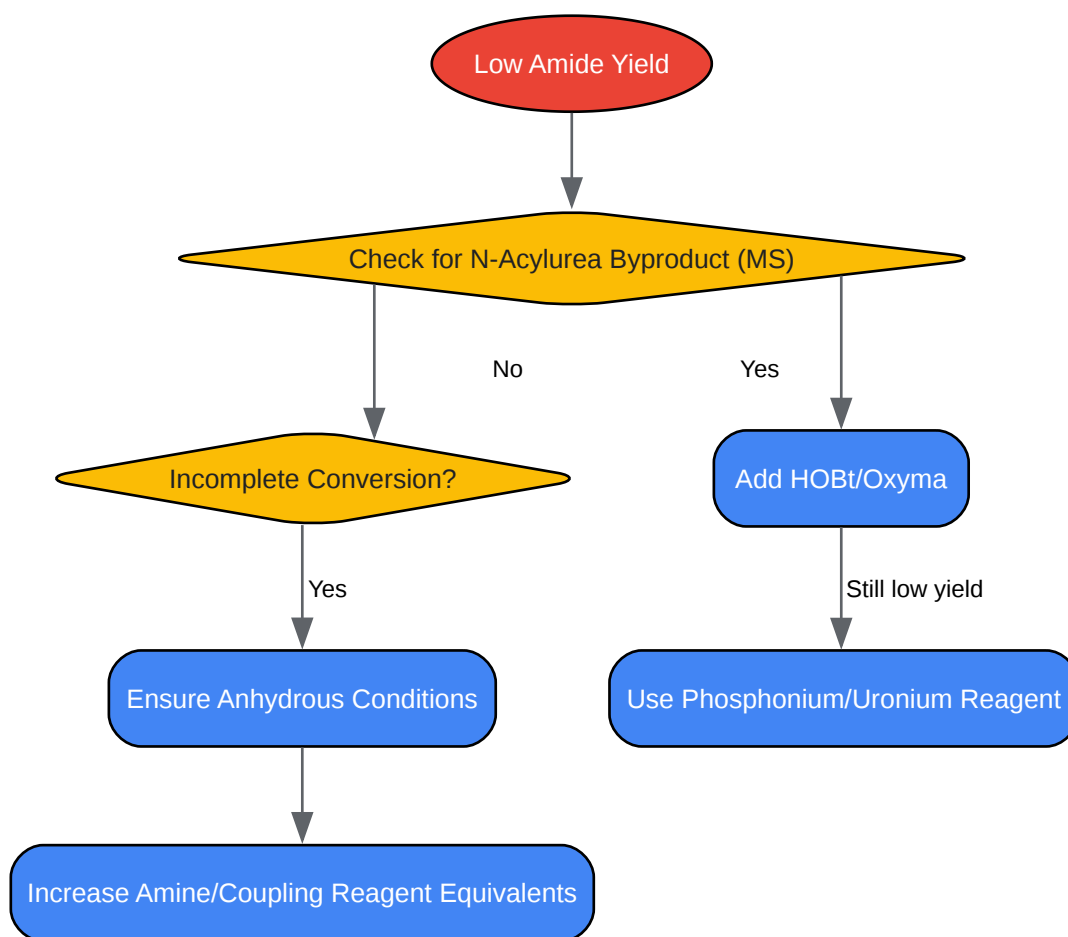 Low Amide Yield
Check for N-Acylurea Byproduct (MS)
No
Yes
Incomplete Conversion?
Add HOBt/Oxyma
Yes
Still low yield
Ensure Anhydrous Conditions
Use Phosphonium/Uronium Reagent
Increase Amine/Coupling Reagent Equivalents